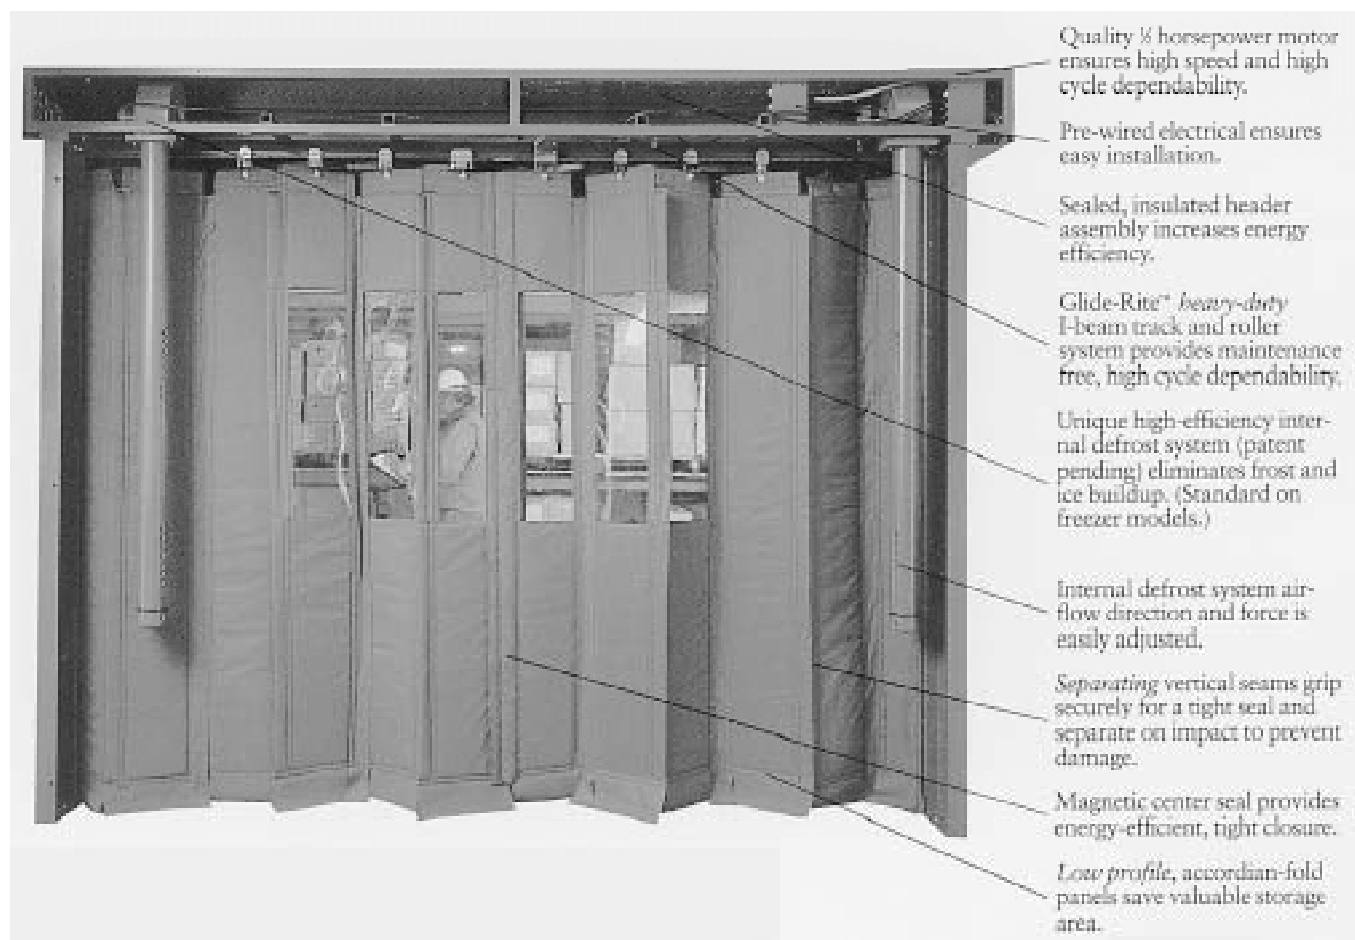 Quality ⅓ horsepower motor
ensures high speed and high
cycle dependability.
Pre-wired electrical ensures
easy installation.
Sealed, insulated header
assembly increases energy
efficiency.
Glide-Rite™ heavy-duty
I-beam track and roller
system provides maintenance
free, high cycle dependability.
Unique high-efficiency inter-
nal defrost system (patent
pending) eliminates frost and
ice buildup. (Standard on
freezer models.)
Internal defrost system air-
flow direction and force is
easily adjusted.
Separating vertical seams grip
securely for a tight seal and
separate on impact to prevent
damage.
Magnetic center seal provides
energy-efficient, tight closure.
Low profile, accordian-fold
panels save valuable storage
area.